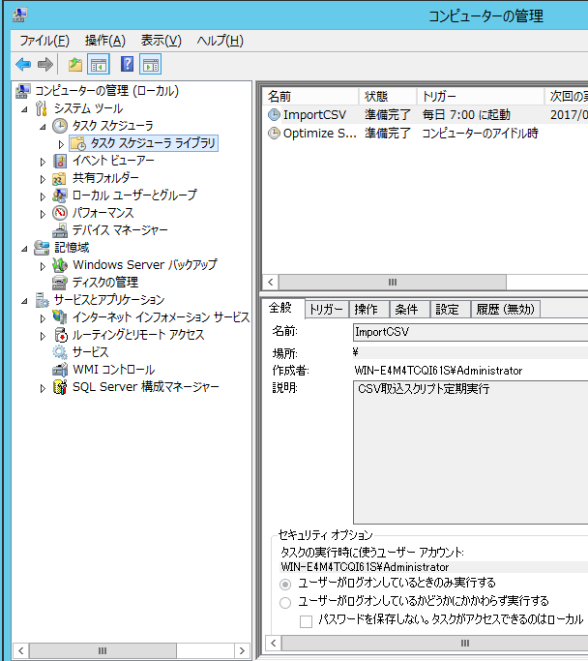 コンピューターの管理
ファイル(F) 操作(A) 表示(V) ヘルプ(H)
コンピューターの管理 (ローカル)
システム ツール
タスク スケジューラ
タスク スケジューラ ライブラリ
イベント ビューアー
共有フォルダー
ローカル ユーザーとグループ
パフォーマンス
デバイス マネージャー
記憶域
Windows Server バックアップ
ディスクの管理
サービスとアプリケーション
インターネット インフォメーション サービス
ルーティングとリモート アクセス
サービス
WMI コントロール
SQL Server 構成マネージャー
名前 状態 トリガー 次回の実
ImportCSV 準備完了 毎日 7:00 に起動 2017/0
Optimize S... 準備完了 コンピューターのアイドル時
全般 トリガー 操作 条件 設定 履歴 (無効)
名前: ImportCSV
場所: ¥
作成者: WIN-E4M4TCQI61S¥Administrator
説明: CSV取込スクリプト定期実行
セキュリティ オプション
タスクの実行時に使うユーザー アカウント:
WIN-E4M4TCQI61S¥Administrator
ユーザーがログオンしているときのみ実行する
ユーザーがログオンしているかどうかにかかわらず実行する
パスワードを保存しない。タスクがアクセスできるのはローカル